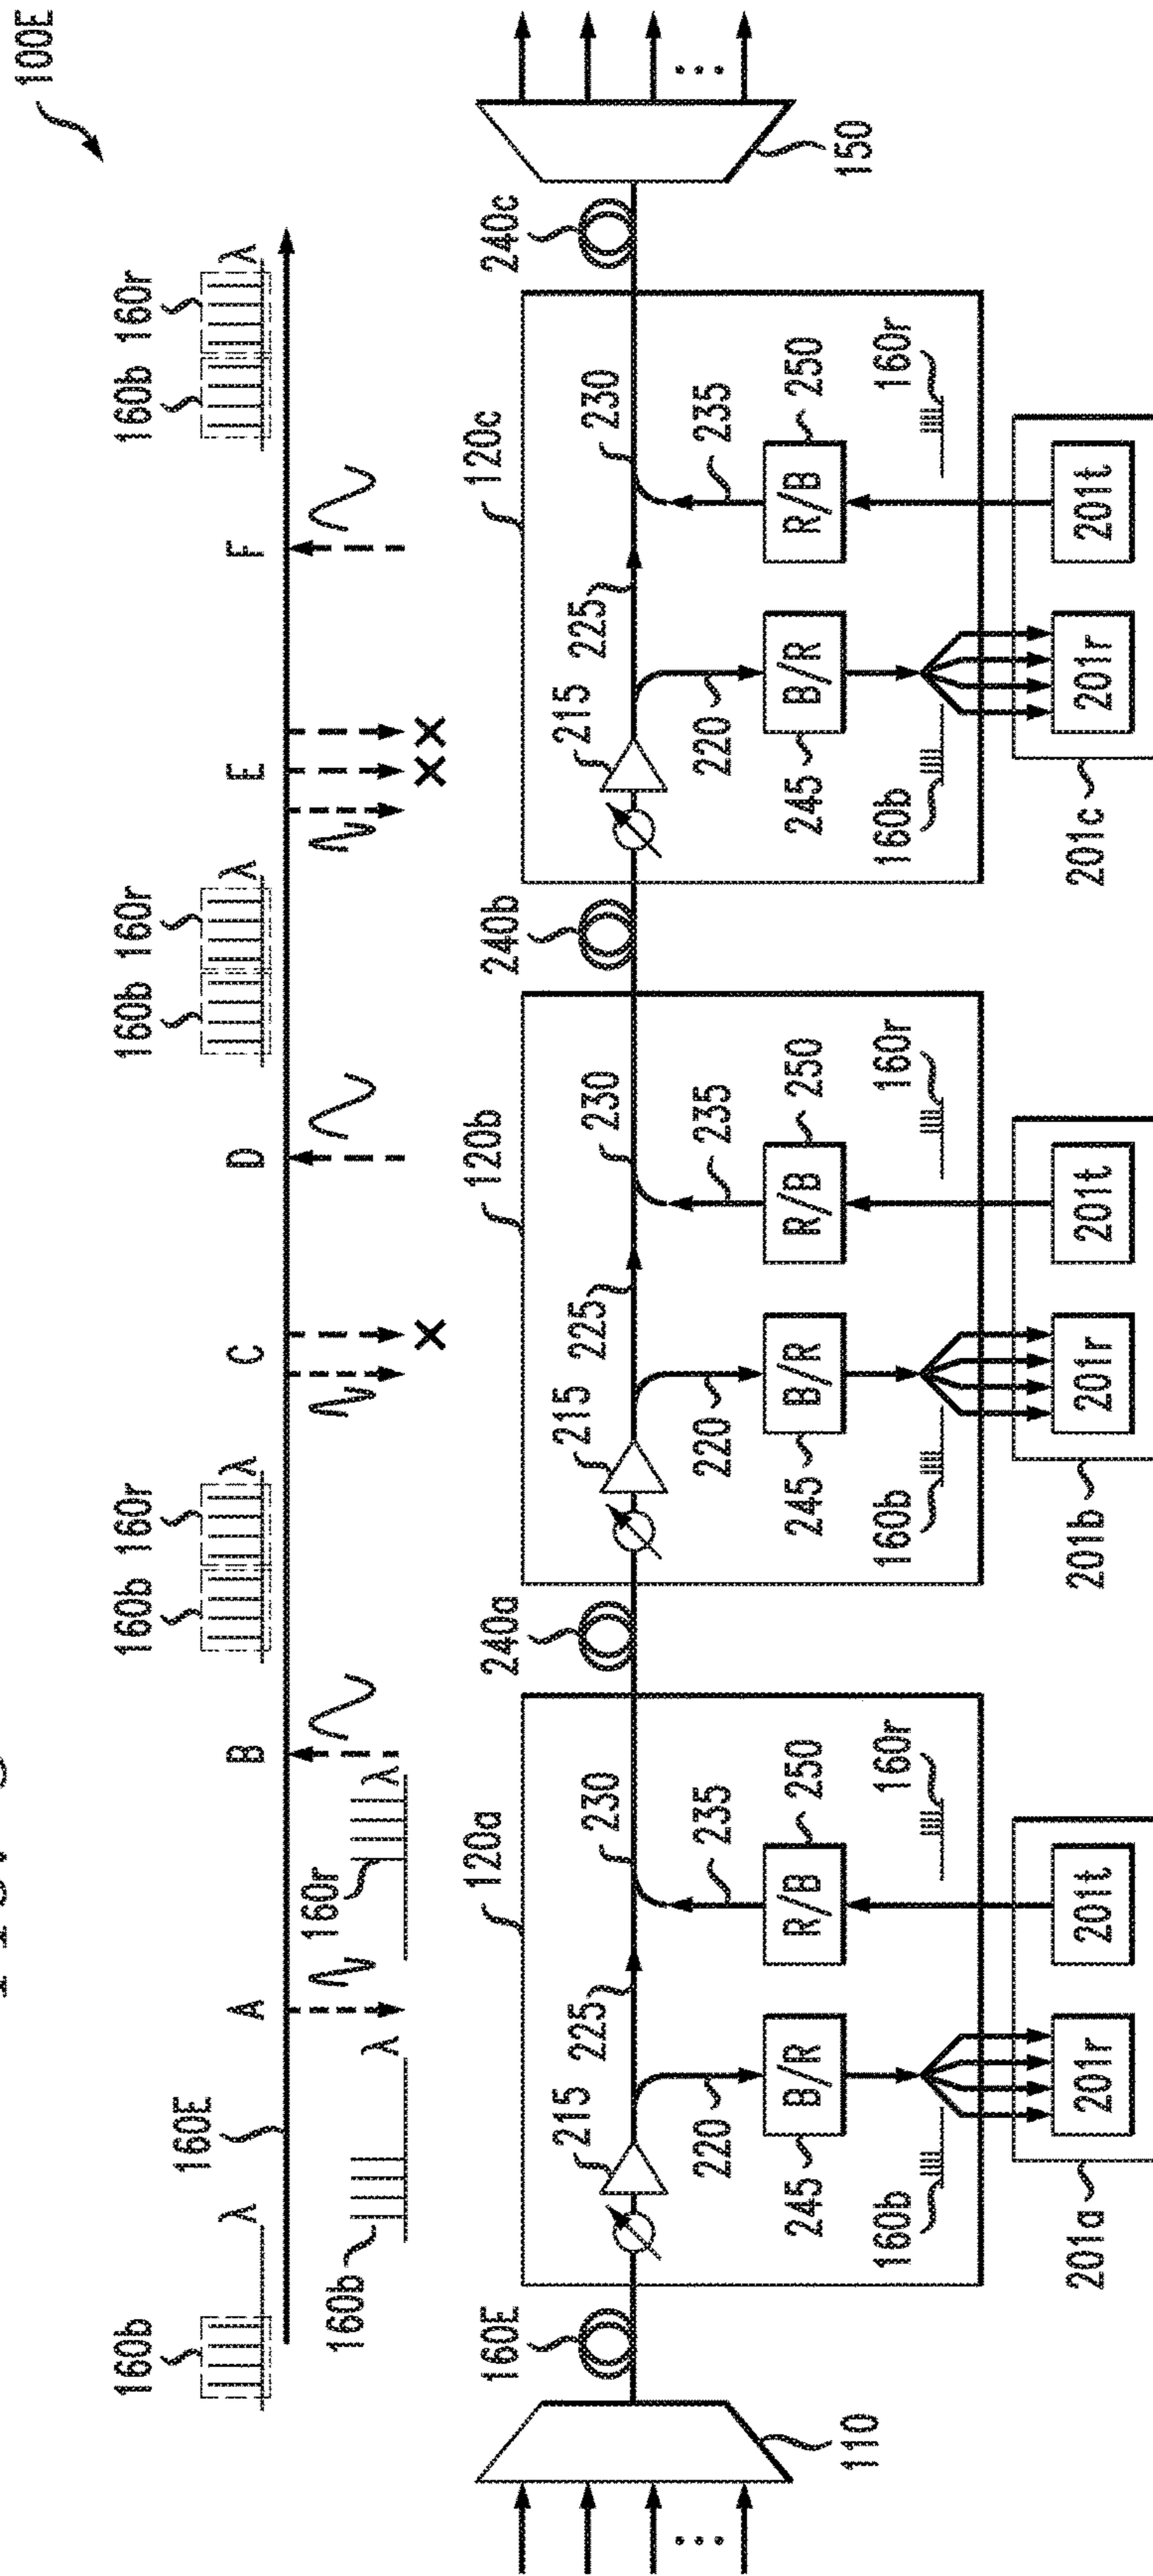 100E
160b 160b 160r 160b 160r 160b 160r
160E
λ A B λ C D λ E F λ
160b 160r
λ λ
120a 120b 120c
160E 240a 240b 240c
215 225 230 215 225 230 215 225 230
220 235 220 235 220 235
B/R R/B B/R R/B B/R R/B
245 250 245 250 245 250
110 150
160b 160r 160b 160r 160b 160r
201r 201t 201r 201t 201r 201t
201a 201b 201c